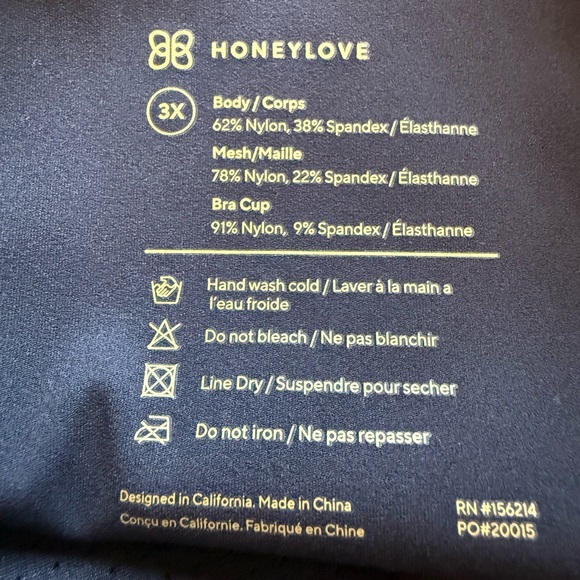 HONEYLOVE
3X
Body / Corps
62% Nylon, 38% Spandex / Élasthanne
Mesh/Maille
78% Nylon, 22% Spandex / Élasthanne
Bra Cup
91% Nylon, 9% Spandex / Élasthanne
Hand wash cold / Laver à la main a
l'eau froide
Do not bleach / Ne pas blanchir
Line Dry / Suspendre pour secher
Do not iron / Ne pas repasser
Designed in California. Made in China
Conçu en Californie. Fabriqué en Chine
RN #156214
PO#20015